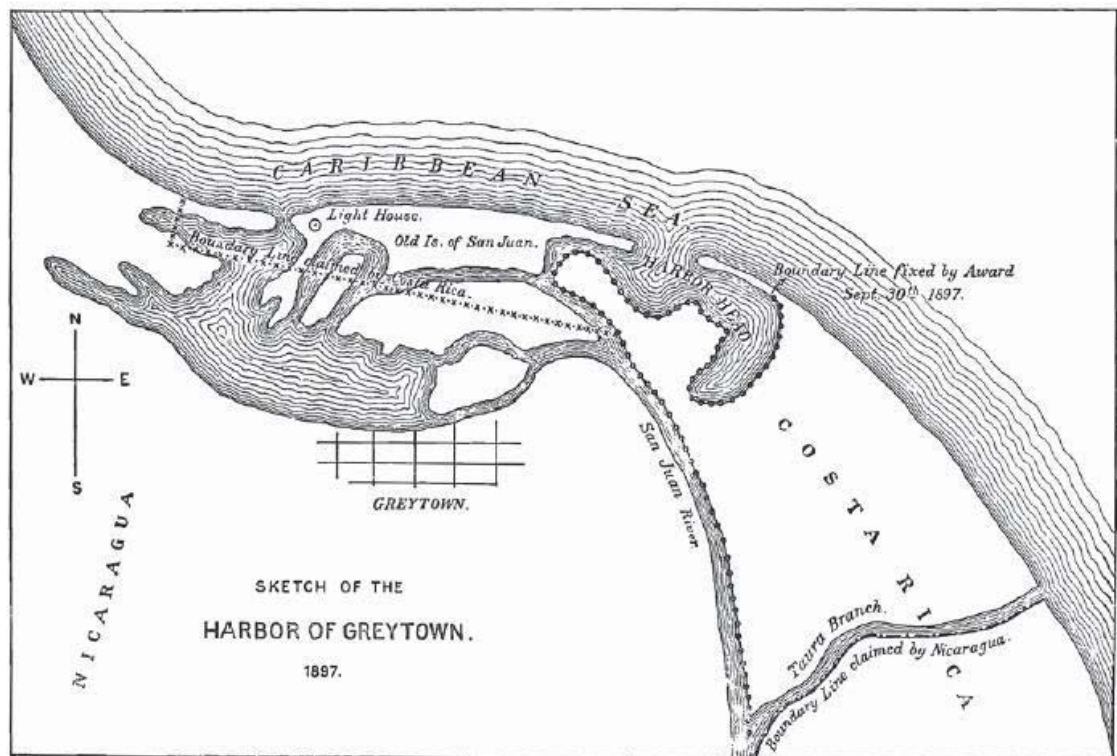 CARIBBEAN SEA
Light House.
Old Is. of San Juan.
Boundary Line claimed by Costa Rica.
HARBOR HEAD
Boundary Line fixed by Award
Sept. 30th 1897.
N
W
E
S
San Juan River.
GREYTOWN.
COSTA RICA
NICARAGUA
SKETCH OF THE
HARBOR OF GREYTOWN.
1897.
Taura Branch.
Boundary Line claimed by Nicaragua.